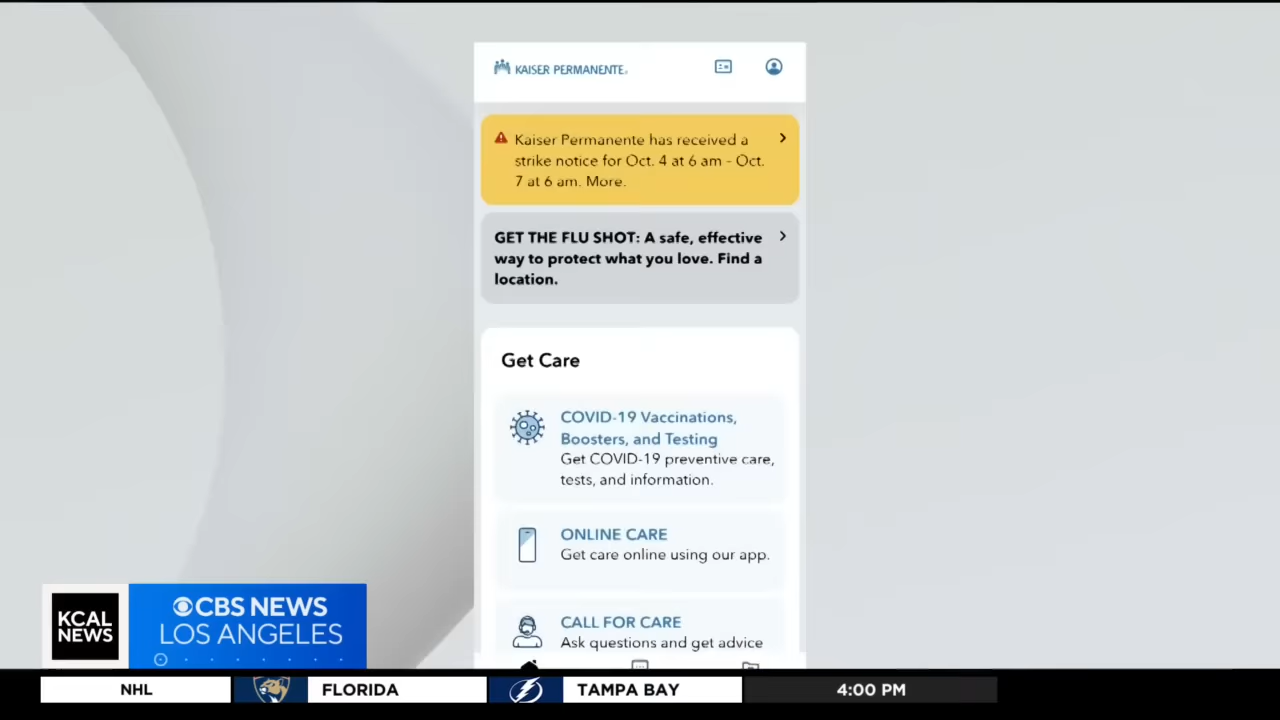 KAISER PERMANENTE®
Kaiser Permanente has received a
strike notice for Oct. 4 at 6 am - Oct.
7 at 6 am. More.
GET THE FLU SHOT: A safe, effective
way to protect what you love. Find a
location.
Get Care
COVID-19 Vaccinations,
Boosters, and Testing
Get COVID-19 preventive care,
tests, and information.
ONLINE CARE
Get care online using our app.
CALL FOR CARE
Ask questions and get advice
KCAL
NEWS
CBS NEWS
LOS ANGELES
NHL FLORIDA TAMPA BAY 4:00 PM